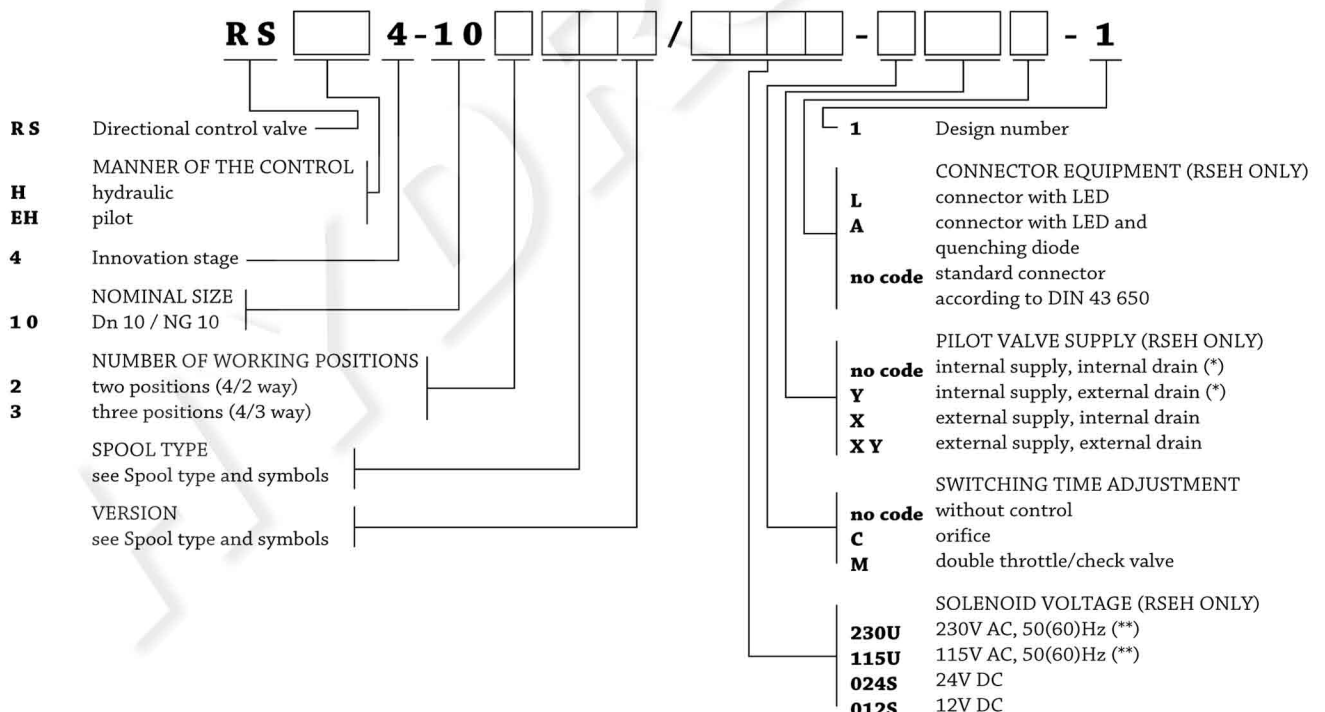 RS 4-10 / - - 1
RS Directional control valve
MANNER OF THE CONTROL
H hydraulic
EH pilot
4 Innovation stage
NOMINAL SIZE
10 Dn 10 / NG 10
NUMBER OF WORKING POSITIONS
2 two positions (4/2 way)
3 three positions (4/3 way)
SPOOL TYPE
see Spool type and symbols
VERSION
see Spool type and symbols
1 Design number
CONNECTOR EQUIPMENT (RSEH ONLY)
L connector with LED
A connector with LED and
quenching diode
no code standard connector
according to DIN 43 650
PILOT VALVE SUPPLY (RSEH ONLY)
no code internal supply, internal drain (*)
Y internal supply, external drain (*)
X external supply, internal drain
XY external supply, external drain
SWITCHING TIME ADJUSTMENT
no code without control
C orifice
M double throttle/check valve
SOLENOID VOLTAGE (RSEH ONLY)
230U 230V AC, 50(60)Hz (**)
115U 115V AC, 50(60)Hz (**)
024S 24V DC
012S 12V DC